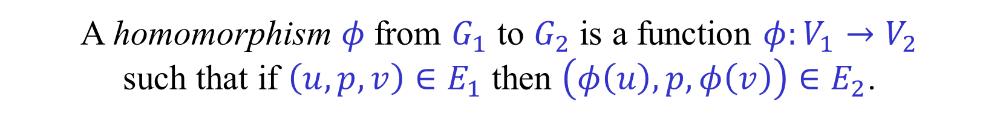 A homomorphism ϕ from G₁ to G₂ is a function ϕ: V₁ → V₂
such that if (u, p, v) ∈ E₁ then (ϕ(u), p, ϕ(v)) ∈ E₂.